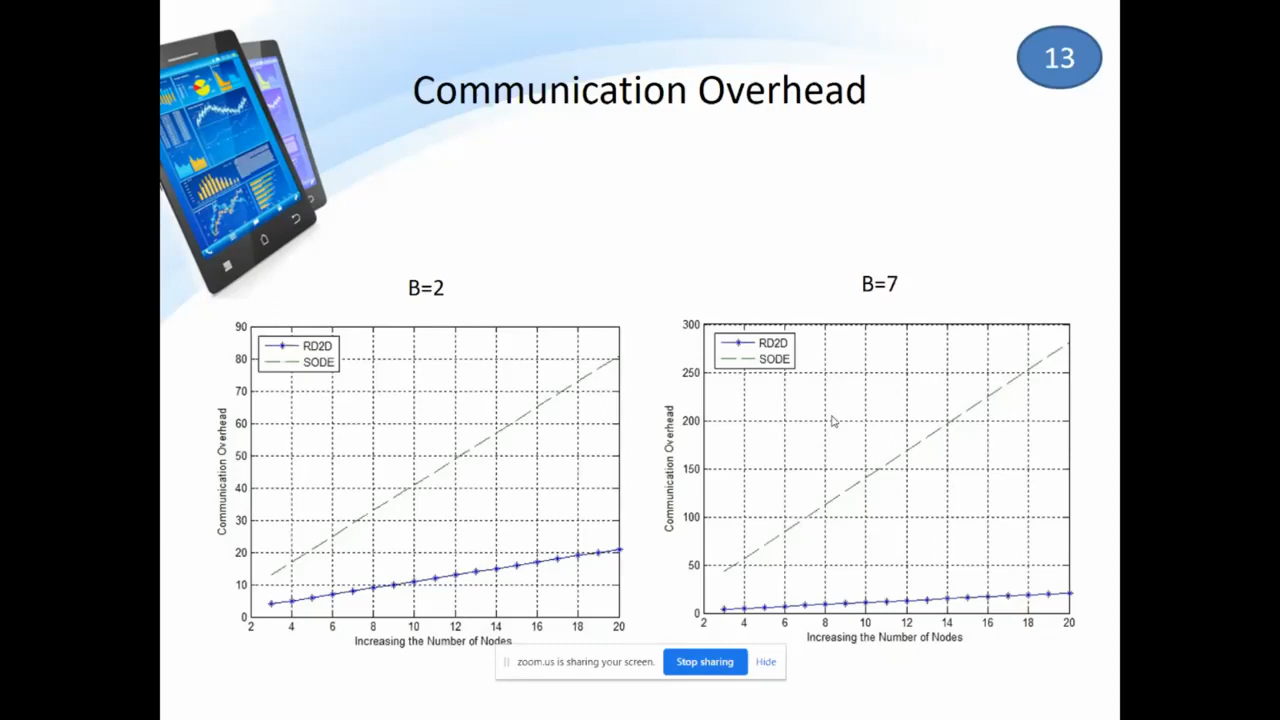 13
Communication Overhead
B=2
B=7
RD2D
SODE
90
80
70
60
50
40
30
20
10
0
Communication Overhead
2 4 6 8 10 12 14 16 18 20
Increasing the Number of Nodes
RD2D
SODE
300
250
200
150
100
50
0
Communication Overhead
2 4 6 8 10 12 14 16 18 20
Increasing the Number of Nodes
zoom.us is sharing your screen. Stop sharing Hide